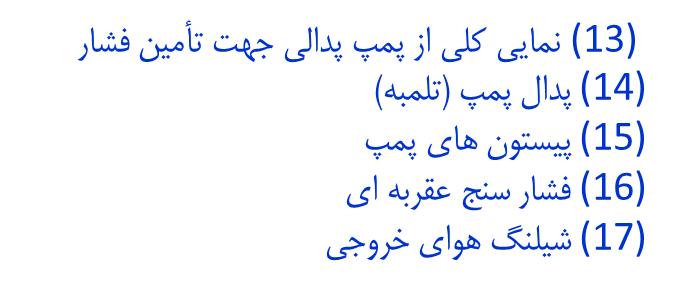 (13) نمایی کلی از پمپ پدالی جهت تأمین فشار
(14) پدال پمپ (تلمبه)
(15) پیستون های پمپ
(16) فشار سنج عقربه ای
(17) شیلنگ هوای خروجی